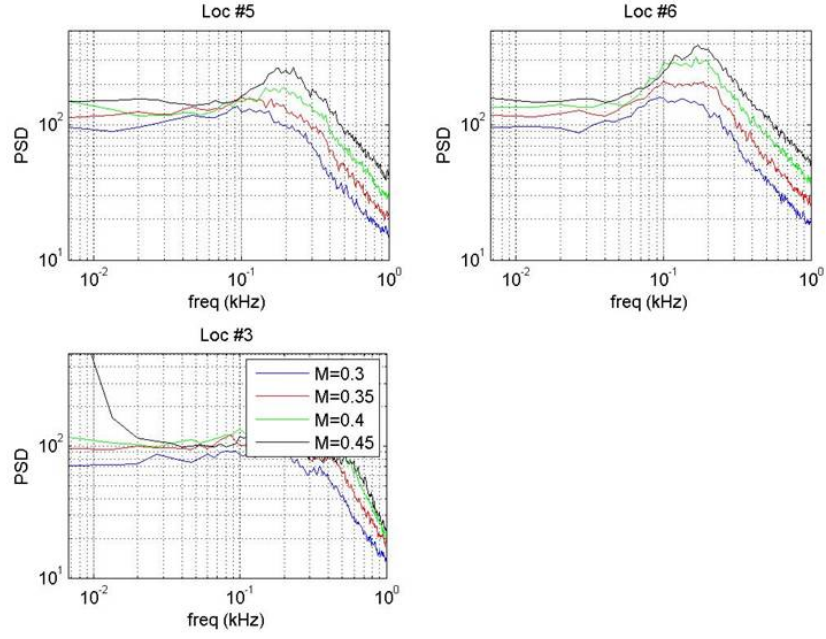 Loc #5
PSD
10^2
10^1
10^-2
10^-1
10^0
freq (kHz)
Loc #6
PSD
10^2
10^1
10^-2
10^-1
10^0
freq (kHz)
Loc #3
PSD
10^2
10^1
M=0.3
M=0.35
M=0.4
M=0.45
10^-2
10^-1
10^0
freq (kHz)